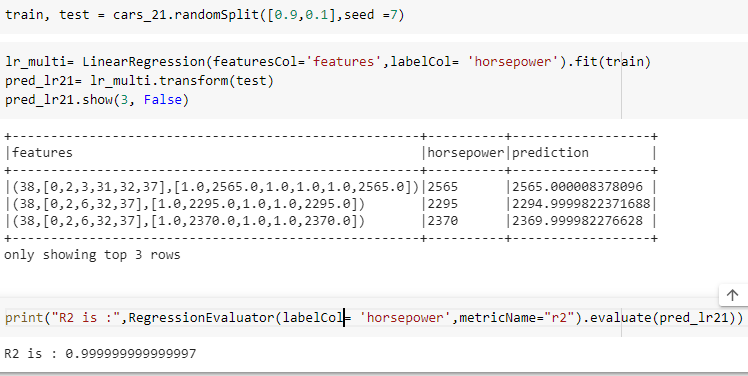 train, test = cars_21.randomSplit([0.9,0.1],seed =7)
lr_multi= LinearRegression(featuresCol='features',labelCol= 'horsepower').fit(train)
pred_lr21= lr_multi.transform(test)
pred_lr21.show(3, False)
+----------------------------------------------------+----------+-----------------+
|features                                            |horsepower|prediction       |
+----------------------------------------------------+----------+-----------------+
|(38,[0,2,3,31,32,37],[1.0,2565.0,1.0,1.0,1.0,2565.0])|2565      |2565.000008378096 |
|(38,[0,2,6,32,37],[1.0,2295.0,1.0,1.0,2295.0])       |2295      |2294.9999822371688|
|(38,[0,2,6,32,37],[1.0,2370.0,1.0,1.0,2370.0])       |2370      |2369.999982276628 |
+----------------------------------------------------+----------+-----------------+
only showing top 3 rows
print("R2 is :",RegressionEvaluator(labelCol= 'horsepower',metricName="r2").evaluate(pred_lr21))
R2 is : 0.999999999999997